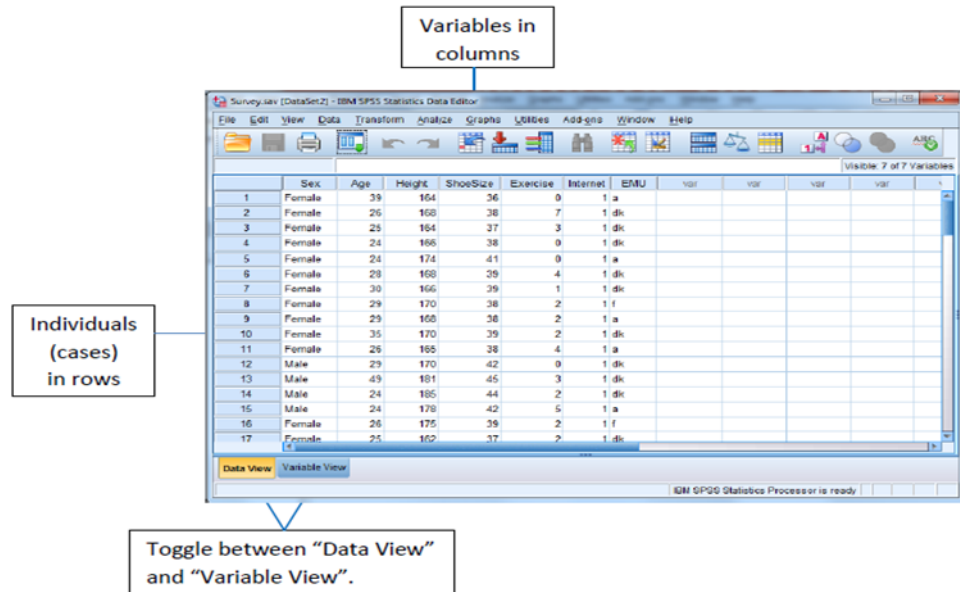 Variables in
columns
Survey.sav [DataSet2] - IBM SPSS Statistics Data Editor
File Edit View Data Transform Analyze Graphs Utilities Add-ons Window Help
Visible: 7 of 7 Variables
Sex Age Height ShoeSize Exercise Internet EMU var var var var
1 Female 39 164 36 0 1 a
2 Female 26 168 38 7 1 dk
3 Female 25 164 37 3 1 dk
4 Female 24 166 38 0 1 dk
5 Female 24 174 41 0 1 a
6 Female 28 168 39 4 1 dk
7 Female 30 166 39 1 1 dk
8 Female 29 170 38 2 1 f
9 Female 29 168 38 2 1 a
10 Female 35 170 39 2 1 dk
11 Female 26 165 38 4 1 a
12 Male 29 170 42 0 1 dk
13 Male 49 181 45 3 1 dk
14 Male 24 185 44 2 1 dk
15 Male 24 178 42 5 1 a
16 Female 26 175 39 2 1 f
17 Female 25 162 37 2 1 dk
Individuals
(cases)
in rows
Data View Variable View
IBM SPSS Statistics Processor is ready
Toggle between “Data View”
and “Variable View”.